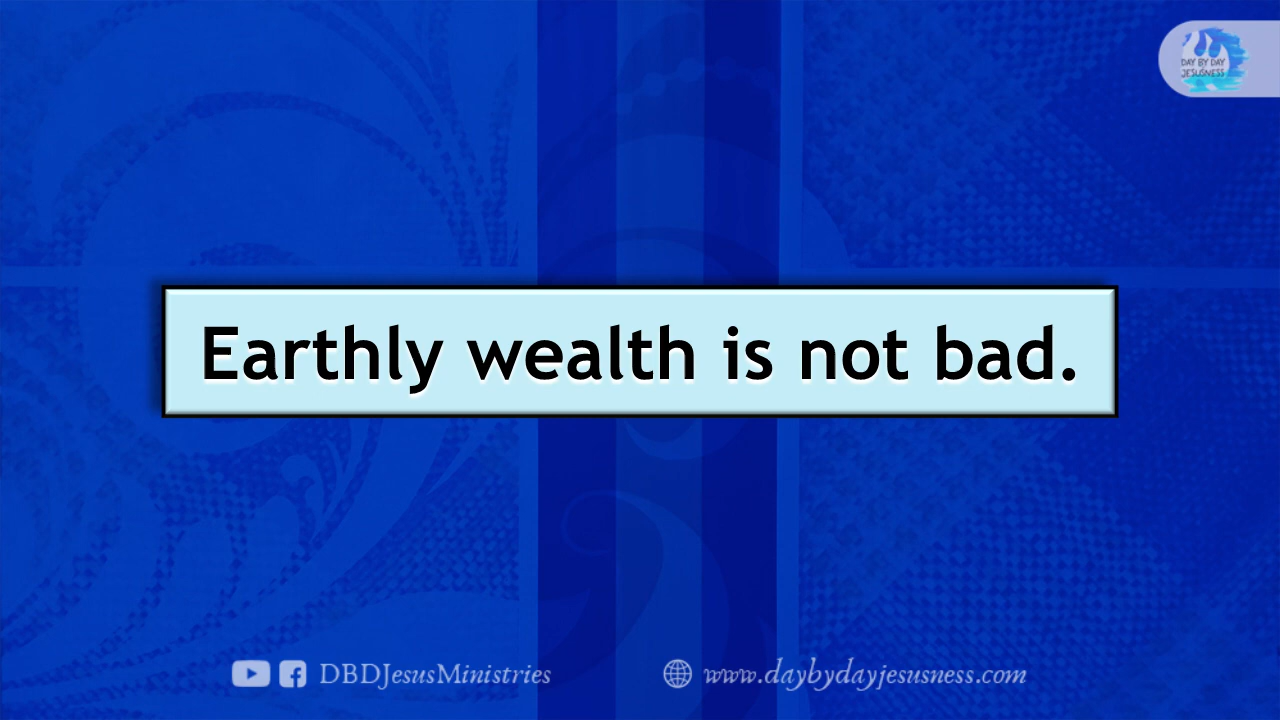 DAY BY DAY
JESUSNESS
Earthly wealth is not bad.
DBDJesusMinistries
www.daybydayjesusness.com